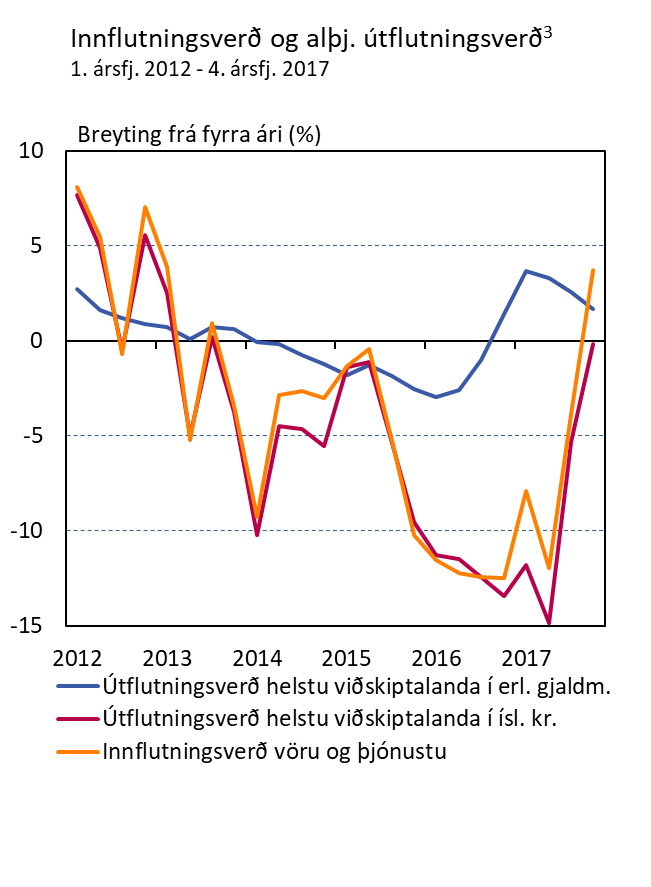 Innflutningsverð og alþj. útflutningsverð³
1. ársfj. 2012 - 4. ársfj. 2017
Breyting frá fyrra ári (%)
10
5
0
-5
-10
-15
2012 2013 2014 2015 2016 2017
Útflutningsverð helstu viðskiptalanda í erl. gjaldm.
Útflutningsverð helstu viðskiptalanda í ísl. kr.
Innflutningsverð vöru og þjónustu